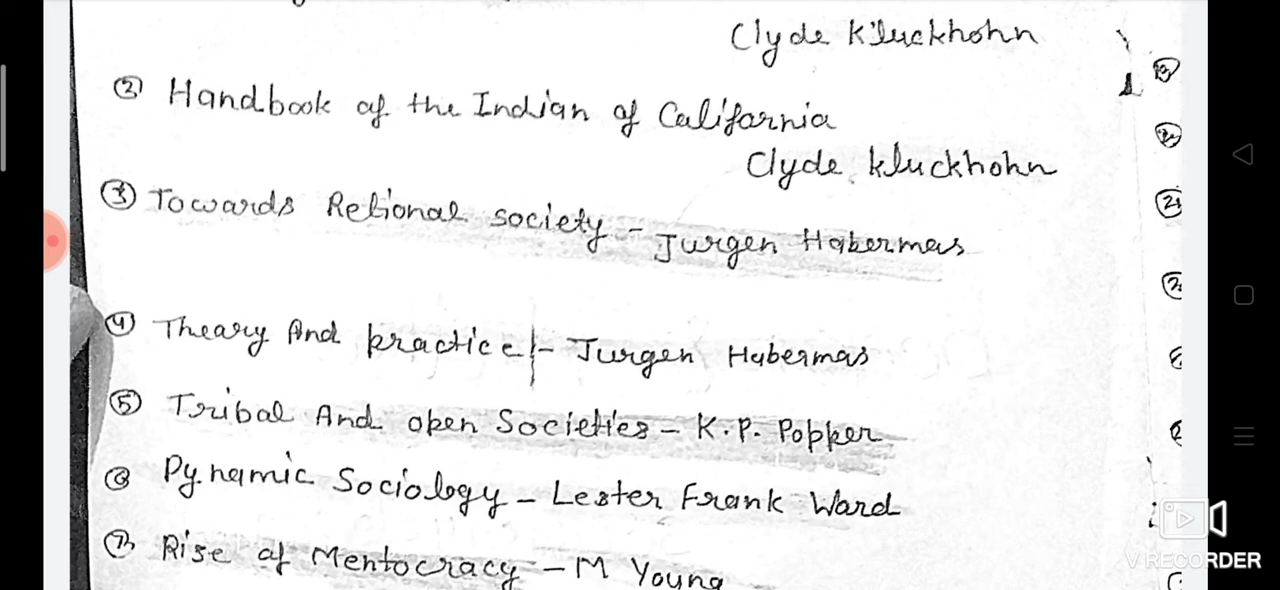 Clyde Kluckhohn
② Handbook of the Indian of California
Clyde kluckhohn
③ Towards Retional society - Jurgen Habermas
④ Theary And practice - Jurgen Habermas
⑤ Tribal And open Societies - K.P. Popper
⑥ Dynamic Sociology - Lester Frank Ward
⑦ Rise of Mentocracy - M Young
V RECORDER